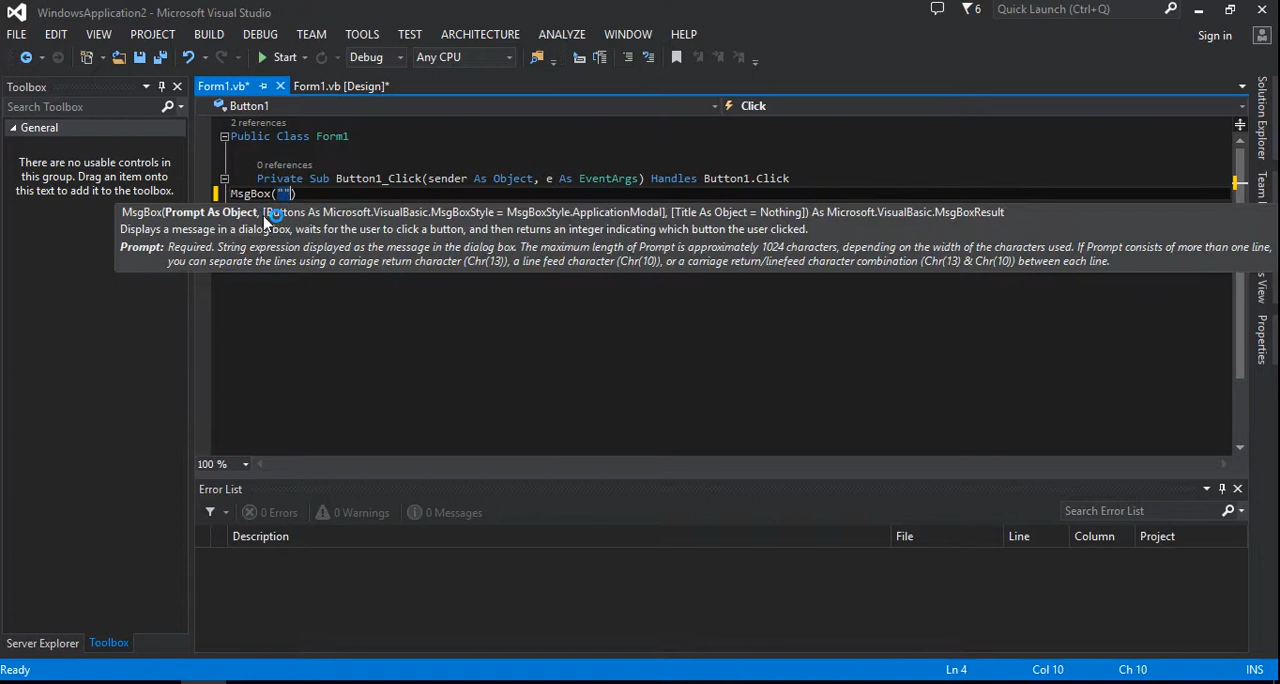 WindowsApplication2 - Microsoft Visual Studio
6
Quick Launch (Ctrl+Q)
FILE EDIT VIEW PROJECT BUILD DEBUG TEAM TOOLS TEST ARCHITECTURE ANALYZE WINDOW HELP
Sign in
Start Debug Any CPU
Toolbox
Form1.vb* Form1.vb [Design]*
Search Toolbox
Button1 Click
General
There are no usable controls in
this group. Drag an item onto
this text to add it to the toolbox.
2 references
Public Class Form1
0 references
Private Sub Button1_Click(sender As Object, e As EventArgs) Handles Button1.Click
MsgBox("")
MsgBox(Prompt As Object, [Buttons As Microsoft.VisualBasic.MsgBoxStyle = MsgBoxStyle.ApplicationModal], [Title As Object = Nothing]) As Microsoft.VisualBasic.MsgBoxResult
Displays a message in a dialog box, waits for the user to click a button, and then returns an integer indicating which button the user clicked.
Prompt: Required. String expression displayed as the message in the dialog box. The maximum length of Prompt is approximately 1024 characters, depending on the width of the characters used. If Prompt consists of more than one line,
you can separate the lines using a carriage return character (Chr(13)), a line feed character (Chr(10)), or a carriage return/linefeed character combination (Chr(13) & Chr(10)) between each line.
Solution Explorer
View
Properties
100 %
Error List
0 Errors 0 Warnings 0 Messages
Search Error List
Description File Line Column Project
Server Explorer Toolbox
Ready Ln 4 Col 10 Ch 10 INS